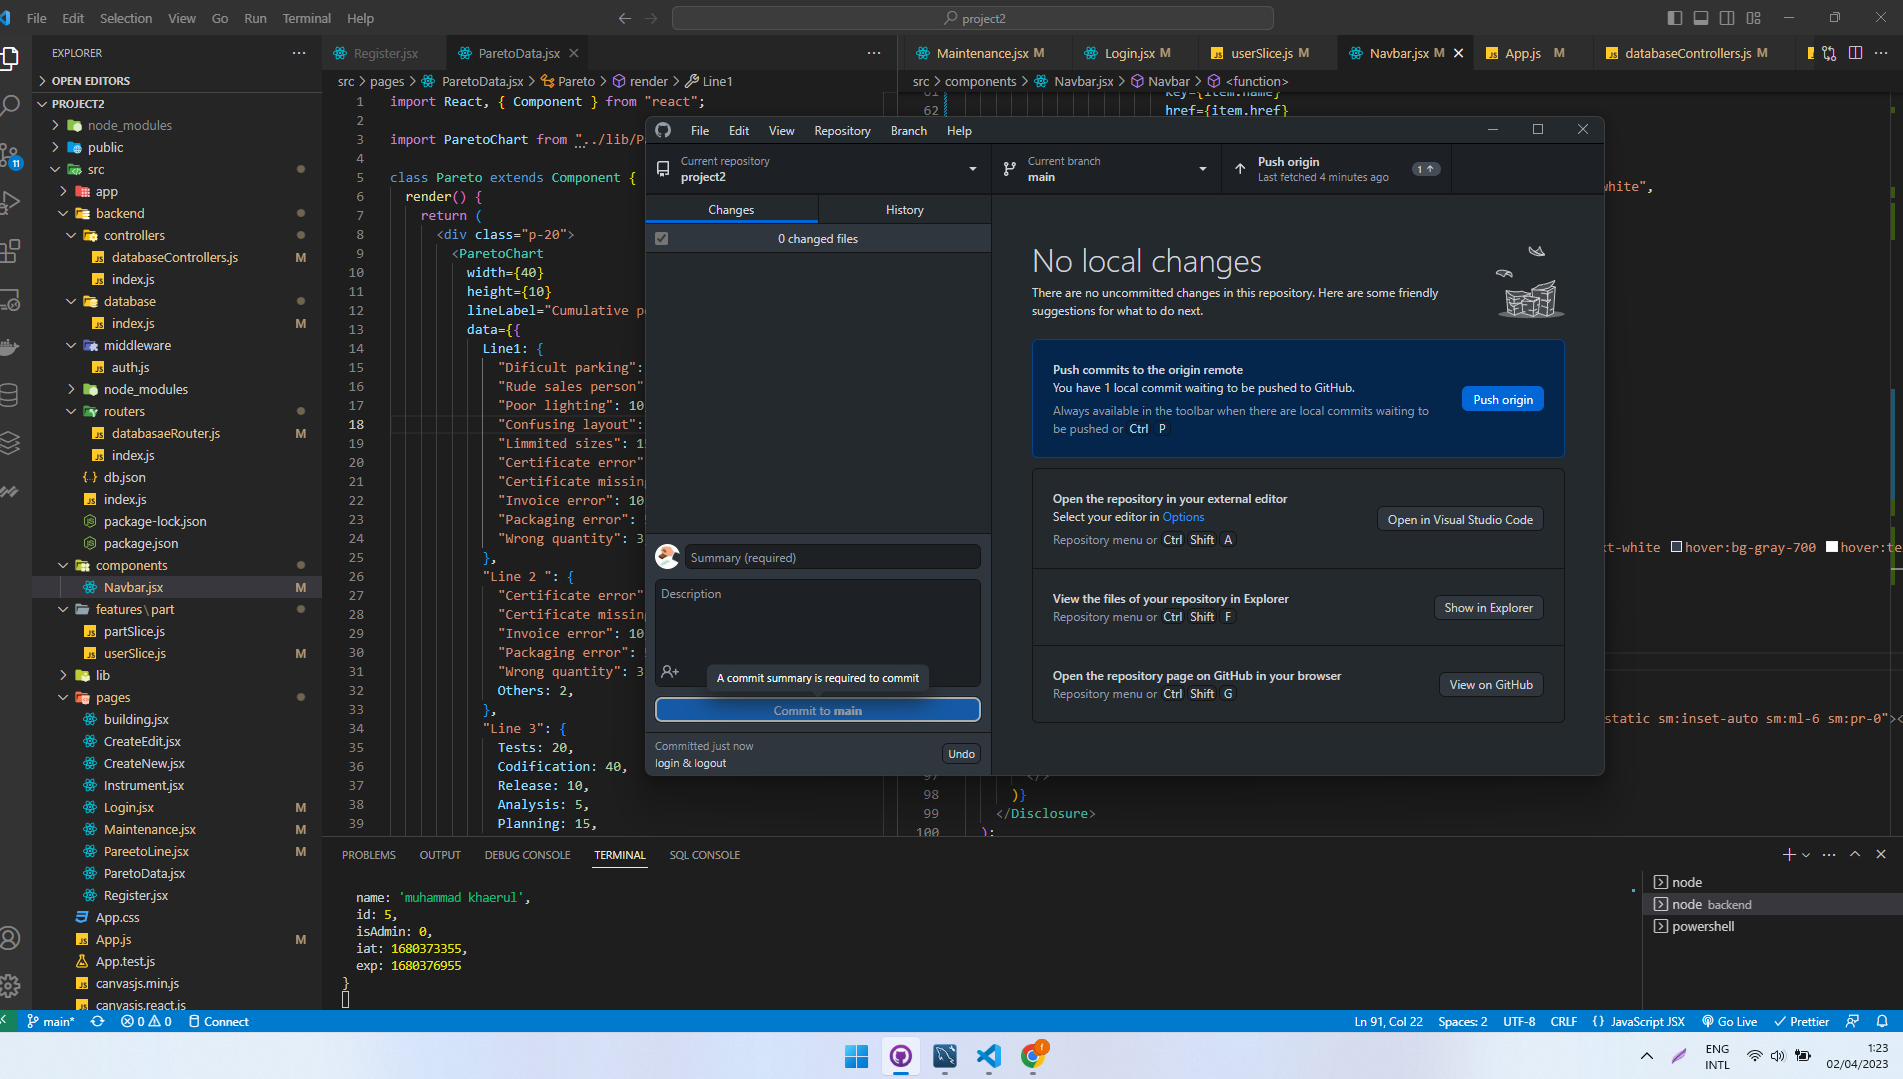 File Edit Selection View Go Run Terminal Help
project2
EXPLORER
OPEN EDITORS
PROJECT2
node_modules
public
src
app
backend
controllers
databaseControllers.js M
index.js
database
index.js M
middleware
auth.js
node_modules
routers
databasaeRouter.js M
index.js
db.json
index.js
package-lock.json
package.json
components
Navbar.jsx M
features\part
partSlice.js
userSlice.js M
lib
pages
building.jsx
CreateEdit.jsx
CreateNew.jsx
Instrument.jsx
Login.jsx M
Maintenance.jsx M
PareetoLine.jsx M
ParetoData.jsx
Register.jsx
App.css
App.js M
App.test.js
canvasjs.min.js
canvasjs.react.js
11
Register.jsx ParetoData.jsx
src > pages > ParetoData.jsx > Pareto > render > Line1
1 import React, { Component } from "react";
2
3 import ParetoChart from "../lib/P
4
5 class Pareto extends Component {
6 render() {
7 return (
8 <div class="p-20">
9 <ParetoChart
10 width={40}
11 height={10}
12 lineLabel="Cumulative p
13 data={{
14 Line1: {
15 "Dificult parking":
16 "Rude sales person"
17 "Poor lighting": 10
18 "Confusing layout":
19 "Limmited sizes": 1
20 "Certificate error"
21 "Certificate missin
22 "Invoice error": 10
23 "Packaging error":
24 "Wrong quantity": 3
25 },
26 "Line 2 ": {
27 "Certificate error"
28 "Certificate missin
29 "Invoice error": 10
30 "Packaging error":
31 "Wrong quantity": 3
32 Others: 2,
33 },
34 "Line 3": {
35 Tests: 20,
36 Codification: 40,
37 Release: 10,
38 Analysis: 5,
39 Planning: 15,
Maintenance.jsx M Login.jsx M userSlice.js M Navbar.jsx M App.js M databaseControllers.js M
src > components > Navbar.jsx > Navbar > <function>
61 key={item.name}
62 href={item.href}
white",
xt-white hover:bg-gray-700 hover:te
static sm:inset-auto sm:ml-6 sm:pr-0"><
97 </>
98 )}
99 </Disclosure>
100 );
File Edit View Repository Branch Help
Current repository
project2
Current branch
main
Push origin
Last fetched 4 minutes ago
1
Changes History
0 changed files
Summary (required)
Description
A commit summary is required to commit
Commit to main
Committed just now
login & logout
Undo
No local changes
There are no uncommitted changes in this repository. Here are some friendly
suggestions for what to do next.
Push commits to the origin remote
You have 1 local commit waiting to be pushed to GitHub.
Always available in the toolbar when there are local commits waiting to
be pushed or Ctrl P
Push origin
Open the repository in your external editor
Select your editor in Options
Repository menu or Ctrl Shift A
Open in Visual Studio Code
View the files of your repository in Explorer
Repository menu or Ctrl Shift F
Show in Explorer
Open the repository page on GitHub in your browser
Repository menu or Ctrl Shift G
View on GitHub
PROBLEMS OUTPUT DEBUG CONSOLE TERMINAL SQL CONSOLE
name: 'muhammad khaerul',
id: 5,
isAdmin: 0,
iat: 1680373355,
exp: 1680376955
}
node
node backend
powershell
main* 0 0 Connect
Ln 91, Col 22 Spaces: 2 UTF-8 CRLF {} JavaScript JSX Go Live Prettier
ENG
INTL
1:23
02/04/2023